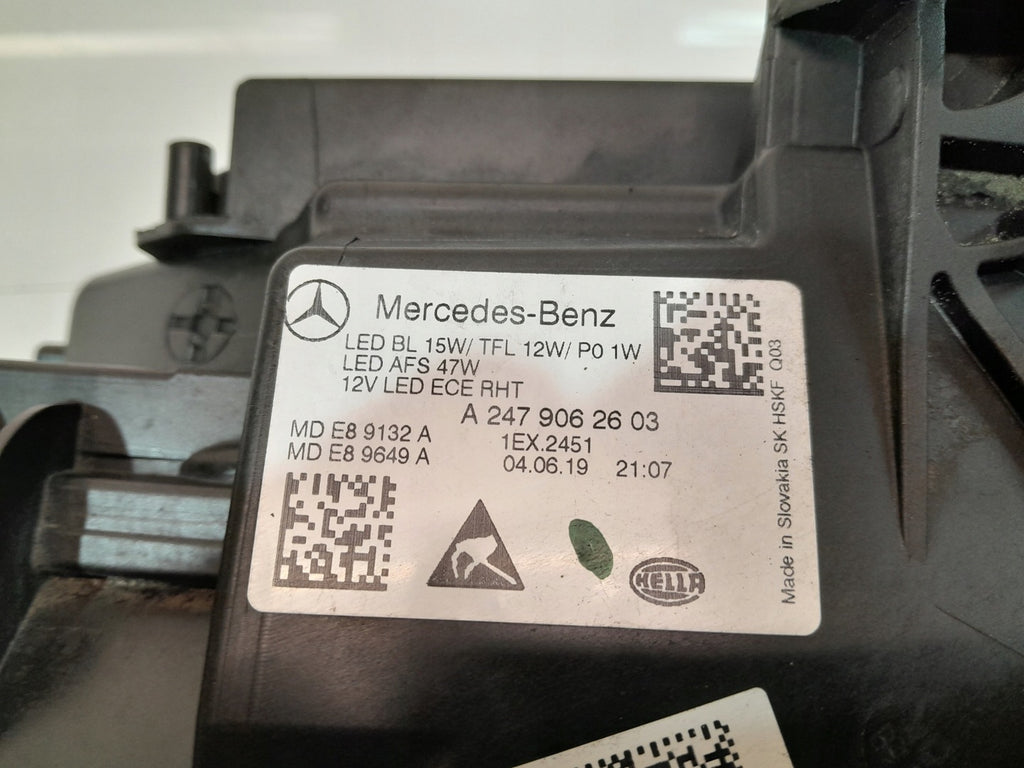 Mercedes-Benz
LED BL 15W/ TFL 12W/ P0 1W
LED AFS 47W
12V LED ECE RHT
A 247 906 26 03
MD E8 9132 A
1EX.2451
MD E8 9649 A
04.06.19 21:07
HELLA
Made in Slovakia SK HSKF Q03